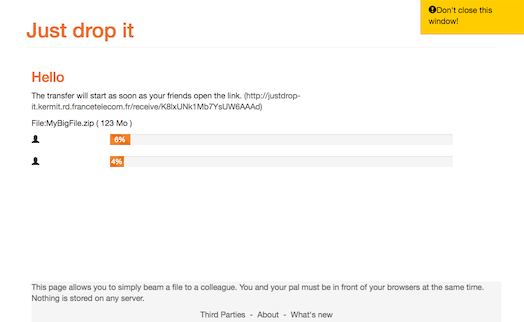 Don't close this
window!
Just drop it
Hello
The transfer will start as soon as your friends open the link. (http://justdrop-
it.kermit.rd.francetelecom.fr/receive/K8lxUNk1Mb7YsUW6AAAd)
File:MyBigFile.zip ( 123 Mo )
6%
4%
This page allows you to simply beam a file to a colleague. You and your pal must be in front of your browsers at the same time.
Nothing is stored on any server.
Third Parties - About - What's new